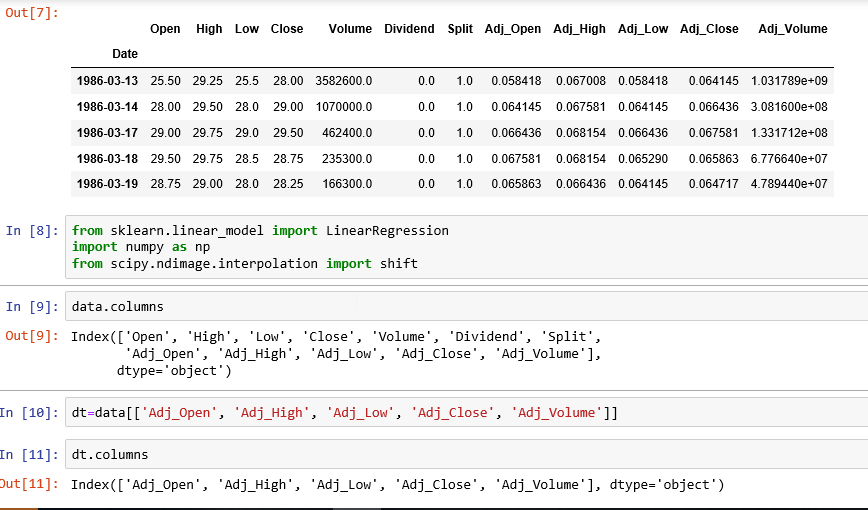 Out[7]:
Open High Low Close Volume Dividend Split Adj_Open Adj_High Adj_Low Adj_Close Adj_Volume
Date
1986-03-13 25.50 29.25 25.5 28.00 3582600.0 0.0 1.0 0.058418 0.067008 0.058418 0.064145 1.031789e+09
1986-03-14 28.00 29.50 28.0 29.00 1070000.0 0.0 1.0 0.064145 0.067581 0.064145 0.066436 3.081600e+08
1986-03-17 29.00 29.75 29.0 29.50 462400.0 0.0 1.0 0.066436 0.068154 0.066436 0.067581 1.331712e+08
1986-03-18 29.50 29.75 28.5 28.75 235300.0 0.0 1.0 0.067581 0.068154 0.065290 0.065863 6.776640e+07
1986-03-19 28.75 29.00 28.0 28.25 166300.0 0.0 1.0 0.065863 0.066436 0.064145 0.064717 4.789440e+07
In [8]: from sklearn.linear_model import LinearRegression
import numpy as np
from scipy.ndimage.interpolation import shift
In [9]: data.columns
Out[9]: Index(['Open', 'High', 'Low', 'Close', 'Volume', 'Dividend', 'Split',
'Adj_Open', 'Adj_High', 'Adj_Low', 'Adj_Close', 'Adj_Volume'],
dtype='object')
In [10]: dt=data[['Adj_Open', 'Adj_High', 'Adj_Low', 'Adj_Close', 'Adj_Volume']]
In [11]: dt.columns
Out[11]: Index(['Adj_Open', 'Adj_High', 'Adj_Low', 'Adj_Close', 'Adj_Volume'], dtype='object')